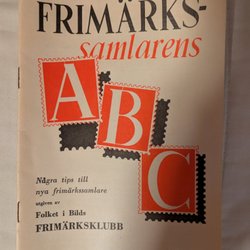 FRIMÄRKS-
samlarens
A
B
C
Några tips till
nya frimärkssamlare
utgiven av
Folket i Bilds
FRIMÄRKSKLUBB